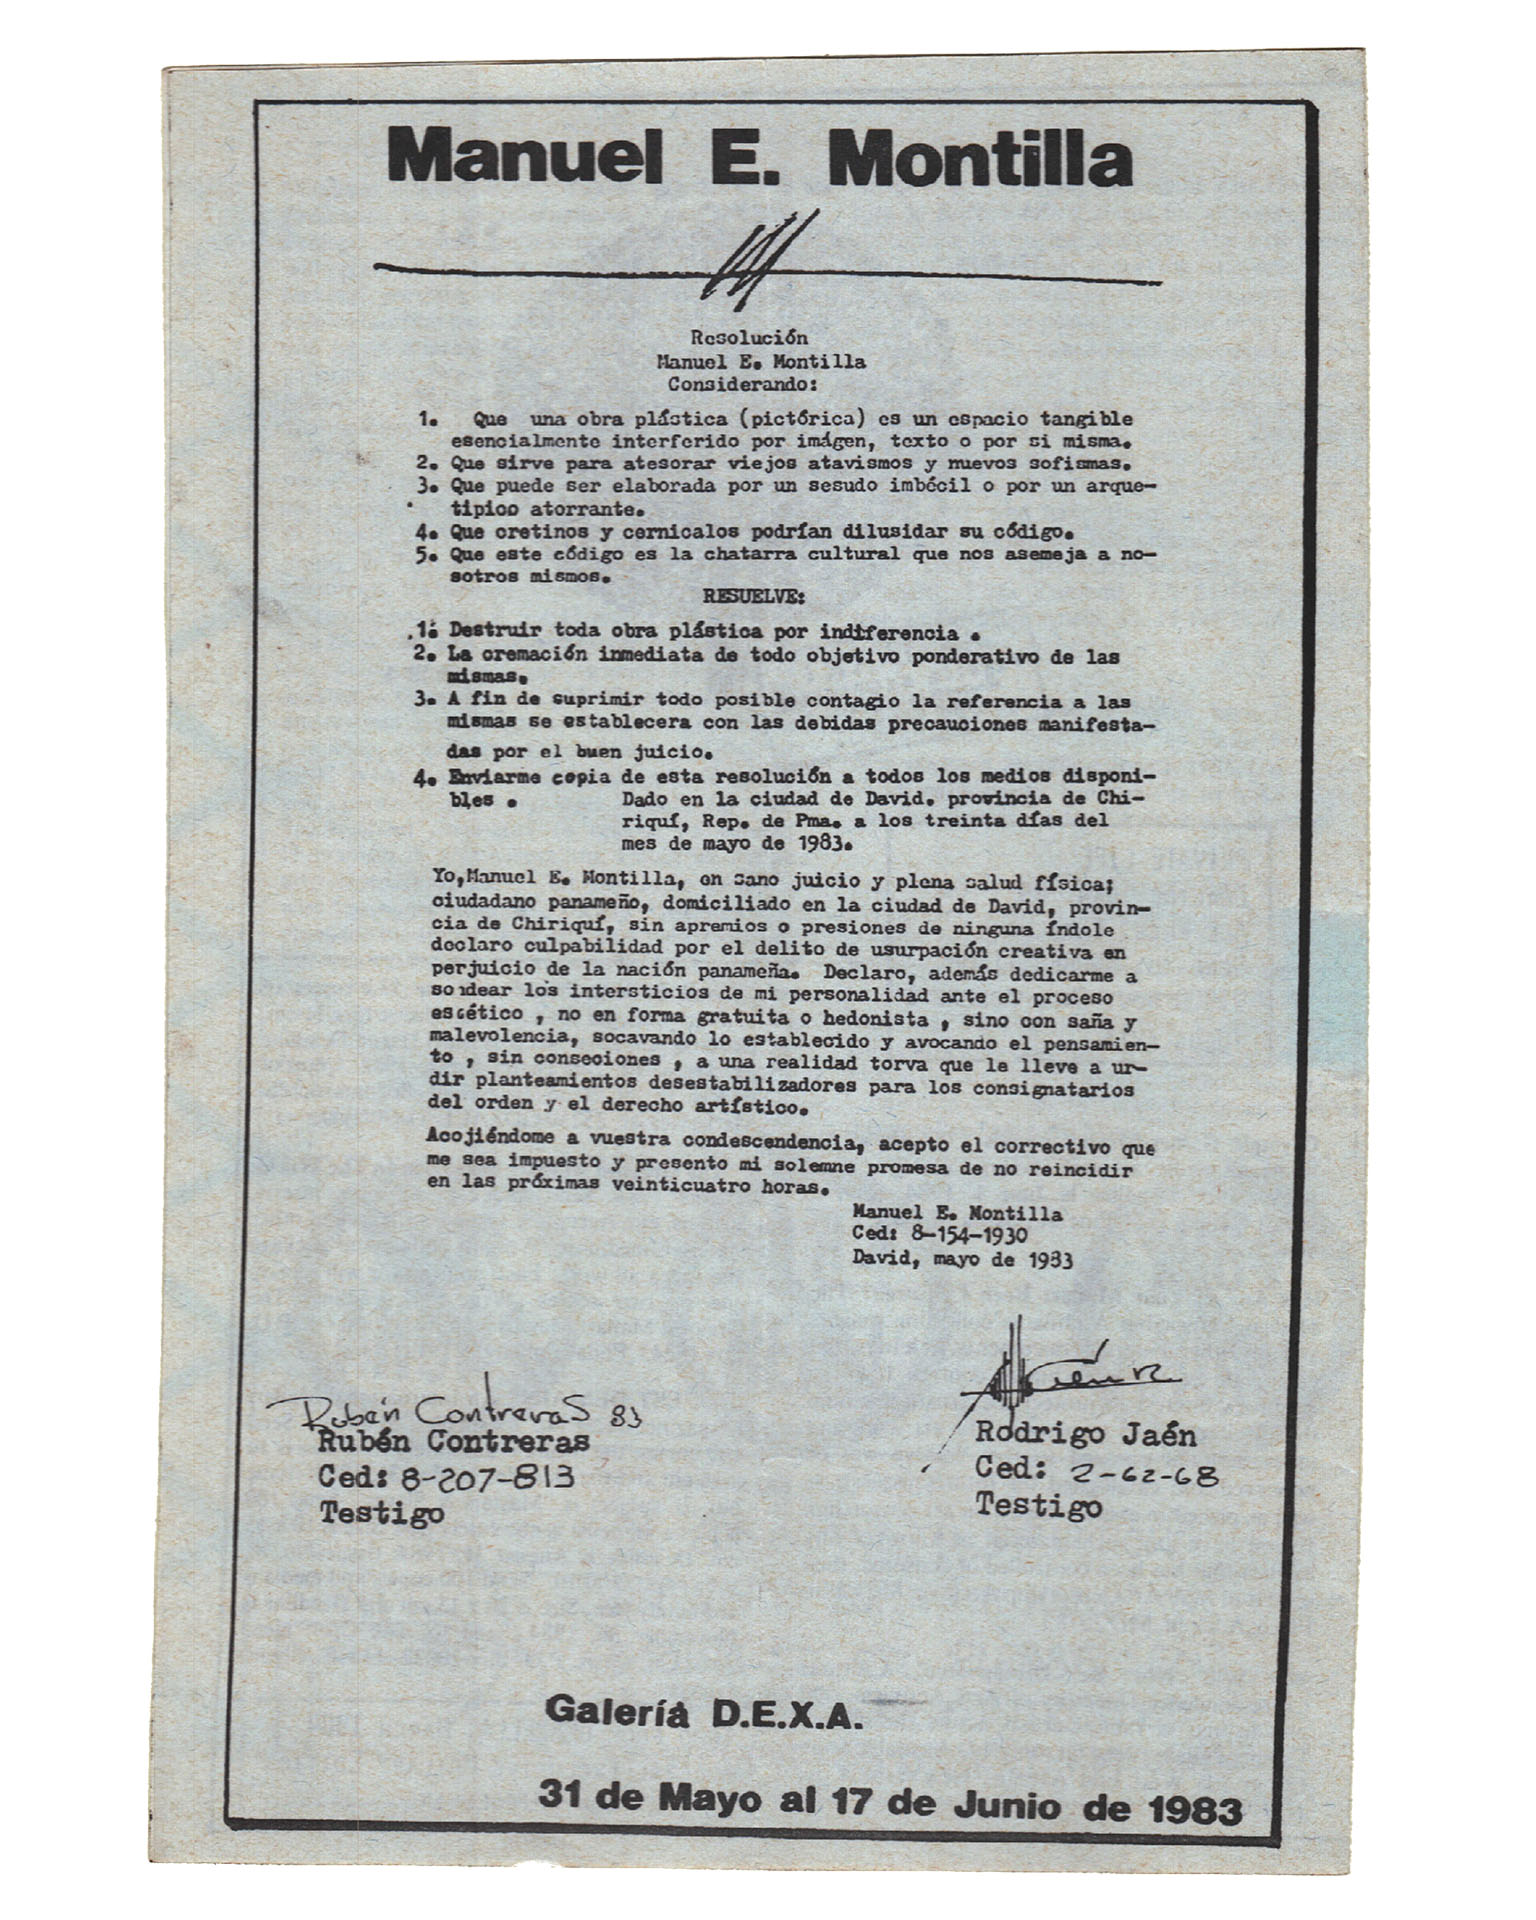 Manuel E. Montilla
Resolución
Manuel E. Montilla
Considerando:
1. Que una obra plástica (pictórica) es un espacio tangible
esencialmente interferido por imágen, texto o por si misma.
2. Que sirve para atesorar viejos atavismos y nuevos sofismas.
3. Que puede ser elaborada por un sesudo imbécil o por un arque-
tipico atorrante.
4. Que cretinos y cernicalos podrían dilusidar su código.
5. Que este código es la chatarra cultural que nos asemeja a no-
sotros mismos.
RESUELVE:
1. Destruir toda obra plástica por indiferencia .
2. La cremación inmediata de todo objetivo ponderativo de las
mismas.
3. A fin de suprimir todo posible contagio la referencia a las
mismas se establecera con las debidas precauciones manifesta-
das por el buen juicio.
4. Enviarme copia de esta resolución a todos los medios disponi-
bles . Dado en la ciudad de David. provincia de Chi-
riquí, Rep. de Pma. a los treinta días del
mes de mayo de 1983.
Yo,Manuel E. Montilla, en sano juicio y plena salud física;
ciudadano panameño, domiciliado en la ciudad de David, provin-
cia de Chiriquí, sin apremios o presiones de ninguna índole
declaro culpabilidad por el delito de usurpación creativa en
perjuicio de la nación panameña. Declaro, además dedicarme a
sondear los intersticios de mi personalidad ante el proceso
estético , no en forma gratuita o hedonista , sino con saña y
malevolencia, socavando lo establecido y avocando el pensamien-
to , sin conseciones , a una realidad torva que le lleve a ur-
dir planteamientos desestabilizadores para los consignatarios
del orden y el derecho artístico.
Acojiéndome a vuestra condescendencia, acepto el correctivo que
me sea impuesto y presento mi solemne promesa de no reincidir
en las próximas veinticuatro horas.
Manuel E. Montilla
Ced: 8-154-1930
David, mayo de 1983
Rubén Contreras 83
Rubén Contreras
Ced: 8-207-813
Testigo
Rodrigo Jaén
Ced: 2-62-68
Testigo
Galería D.E.X.A.
31 de Mayo al 17 de Junio de 1983